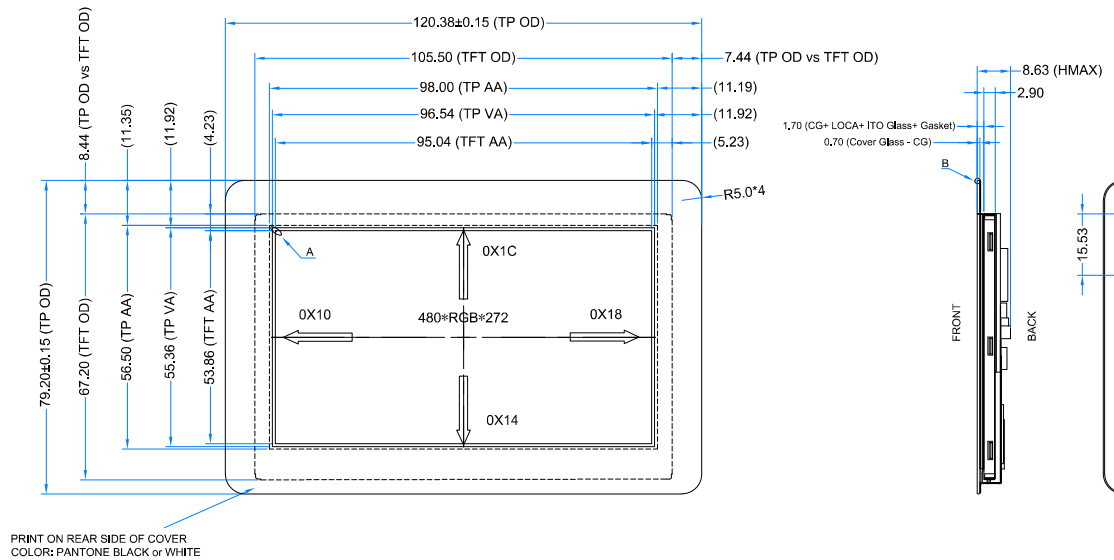 120.38±0.15 (TP OD)
105.50 (TFT OD)
7.44 (TP OD vs TFT OD)
98.00 (TP AA)
(11.19)
96.54 (TP VA)
(11.92)
95.04 (TFT AA)
(5.23)
8.44 (TP OD vs TFT OD)
(11.35)
(11.92)
(4.23)
R5.0*4
79.20±0.15 (TP OD)
67.20 (TFT OD)
56.50 (TP AA)
55.36 (TP VA)
53.86 (TFT AA)
A
0X1C
0X10
480*RGB*272
0X18
0X14
PRINT ON REAR SIDE OF COVER
COLOR: PANTONE BLACK or WHITE
8.63 (HMAX)
2.90
1.70 (CG+ LOCA+ ITO Glass+ Gasket)
0.70 (Cover Glass - CG)
B
FRONT
BACK
15.53